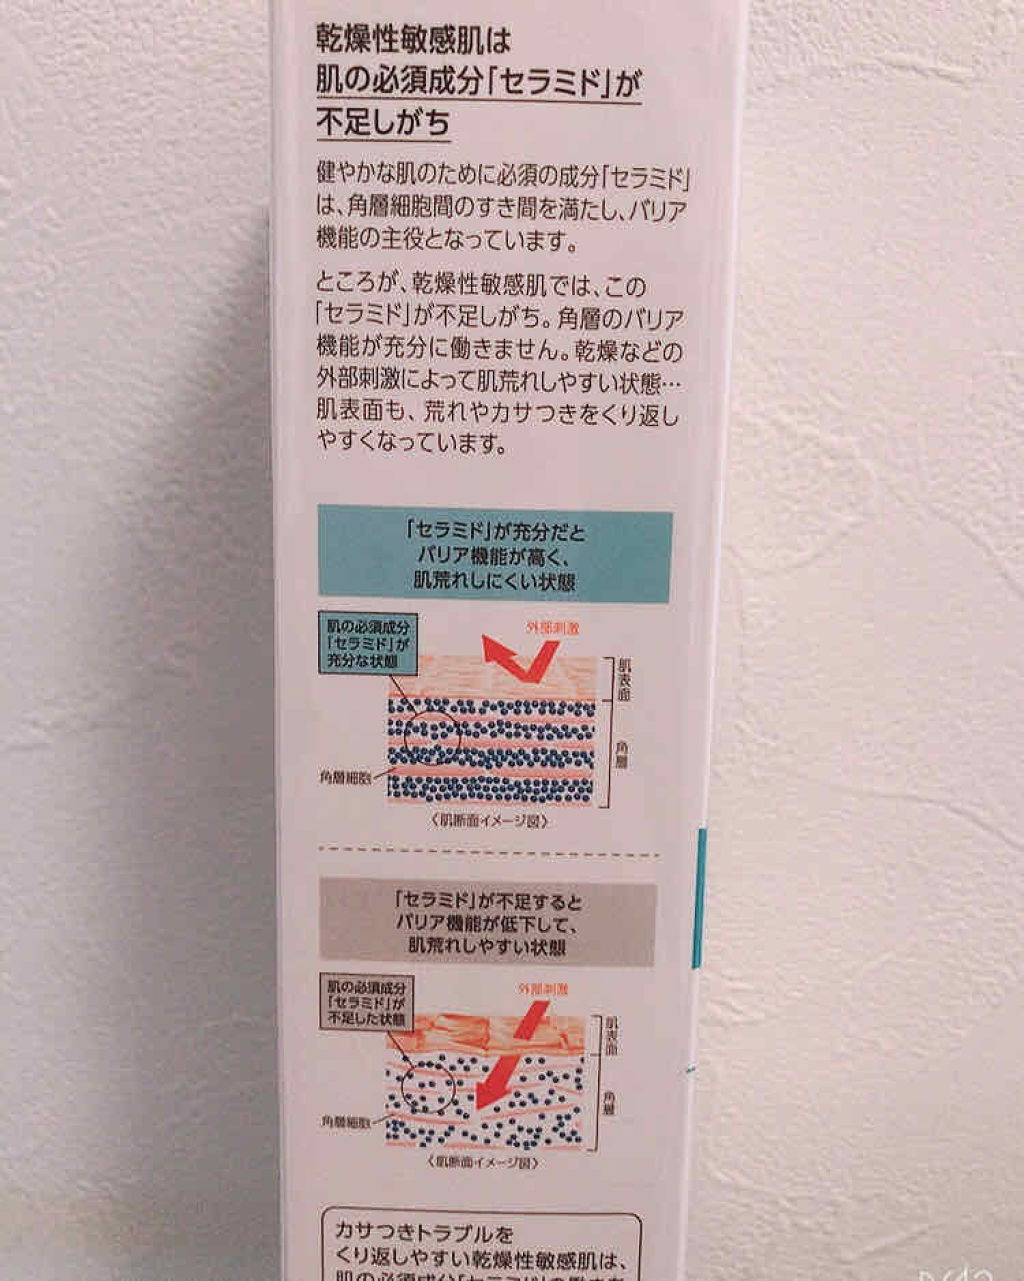 乾燥性敏感肌は
肌の必須成分「セラミド」が
不足しがち
健やかな肌のために必須の成分「セラミド」
は、角層細胞間のすき間を満たし、バリア
機能の主役となっています。
ところが、乾燥性敏感肌では、この
「セラミド」が不足しがち。角層のバリア
機能が充分に働きません。乾燥などの
外部刺激によって肌荒れしやすい状態…
肌表面も、荒れやカサつきをくり返し
やすくなっています。
「セラミド」が充分だと
バリア機能が高く、
肌荒れしにくい状態
肌の必須成分
「セラミド」が
充分な状態
外部刺激
肌表面
角層
角層細胞
〈肌断面イメージ図〉
「セラミド」が不足すると
バリア機能が低下して、
肌荒れしやすい状態
肌の必須成分
「セラミド」が
不足した状態
外部刺激
肌表面
角層
角層細胞
〈肌断面イメージ図〉
カサつきトラブルを
くり返しやすい乾燥性敏感肌は、
肌の必須成分「セラミド」の働きを